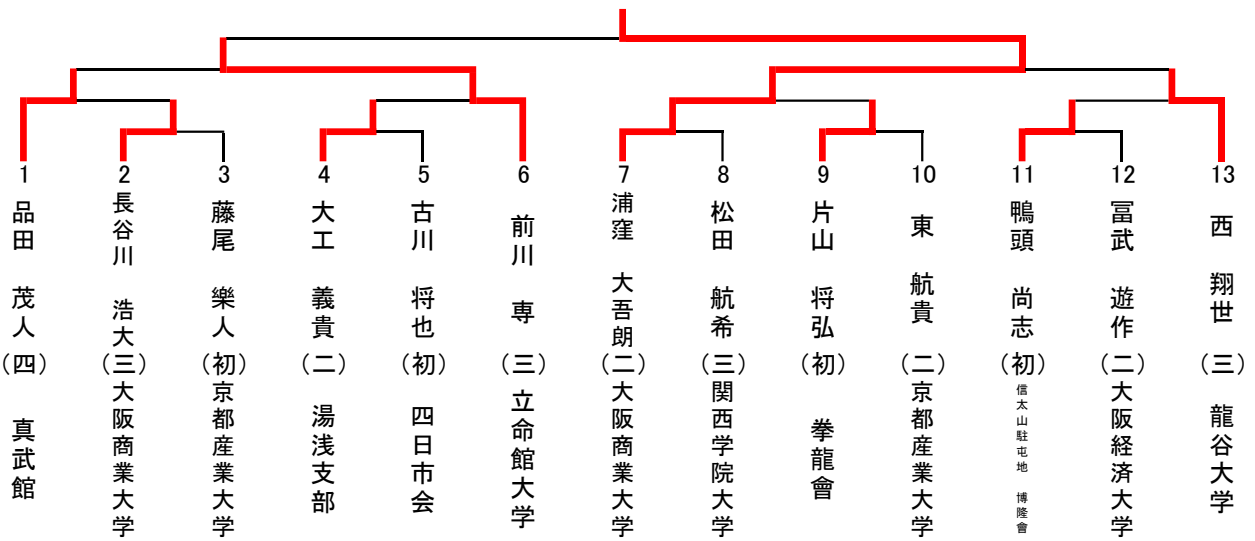 1
品田 茂人(四) 真武館
2
長谷川 浩大(三)大阪商業大学
3
藤尾 樂人(初)京都産業大学
4
大工 義貴(二) 湯浅支部
5
古川 将也(初) 四日市会
6
前川 専(三)立命館大学
7
浦窪 大吾朗(二)大阪商業大学
8
松田 航希(三)関西学院大学
9
片山 将弘(初) 拳龍會
10
東 航貴(二)京都産業大学
11
鴨頭 尚志(初)信太山駐屯地 博隆會
12
冨武 遊作(二)大阪経済大学
13
西 翔世(三) 龍谷大学